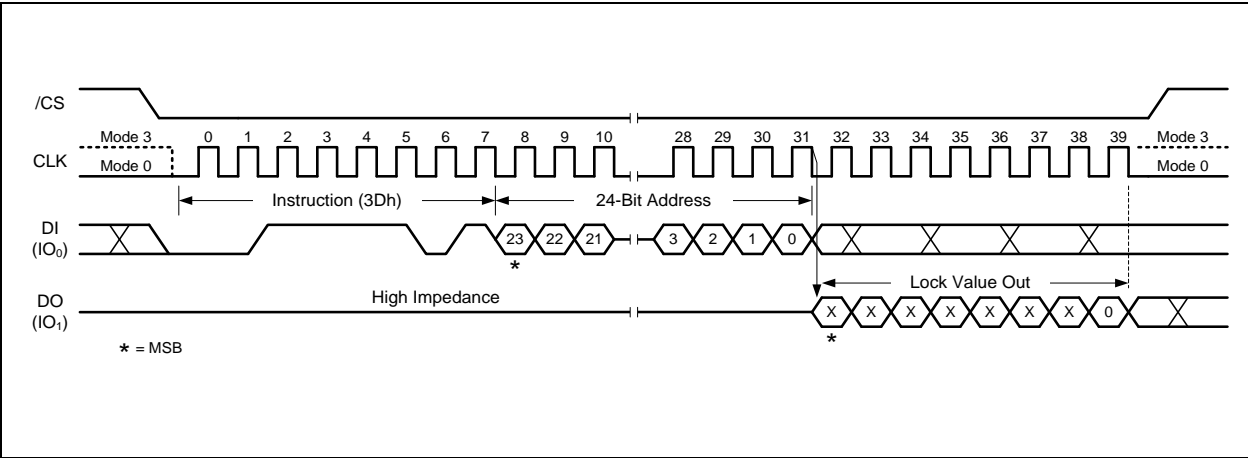 /CS
Mode 3 0 1 2 3 4 5 6 7 8 9 10 28 29 30 31 32 33 34 35 36 37 38 39 Mode 3
CLK Mode 0 Mode 0
Instruction (3Dh) 24-Bit Address
DI
(IO₀)
23 22 21 3 2 1 0
*
Lock Value Out
DO
(IO₁)
High Impedance
X X X X X X X 0
*
* = MSB